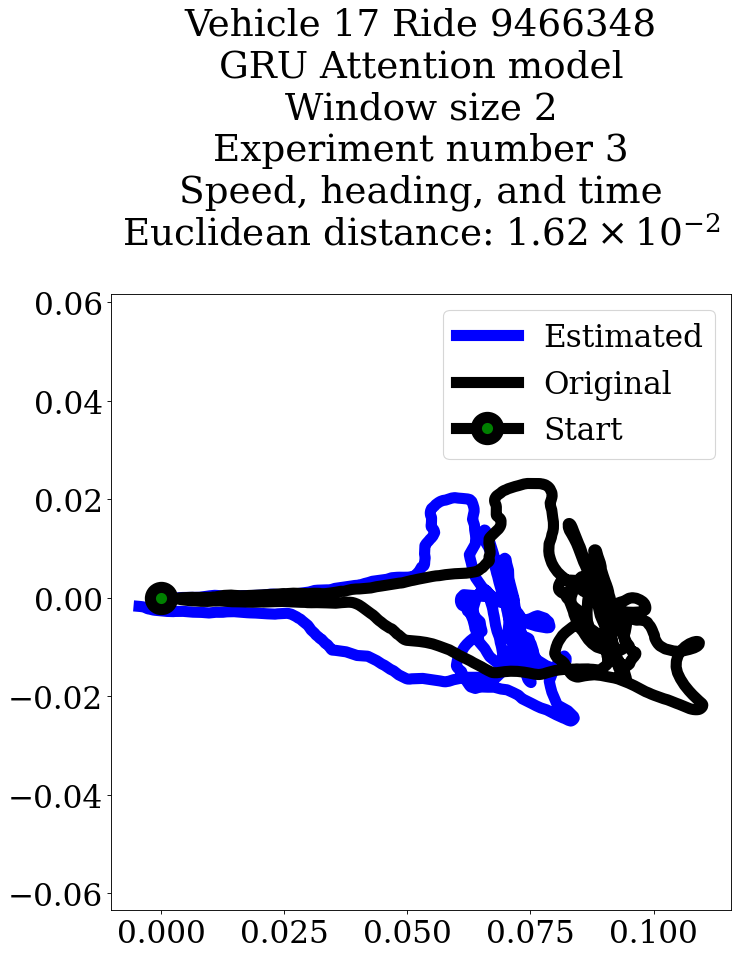 Vehicle 17 Ride 9466348
GRU Attention model
Window size 2
Experiment number 3
Speed, heading, and time
Euclidean distance: 1.62 × 10⁻²
0.06
0.04
0.02
0.00
−0.02
−0.04
−0.06
Estimated
Original
Start
0.000 0.025 0.050 0.075 0.100